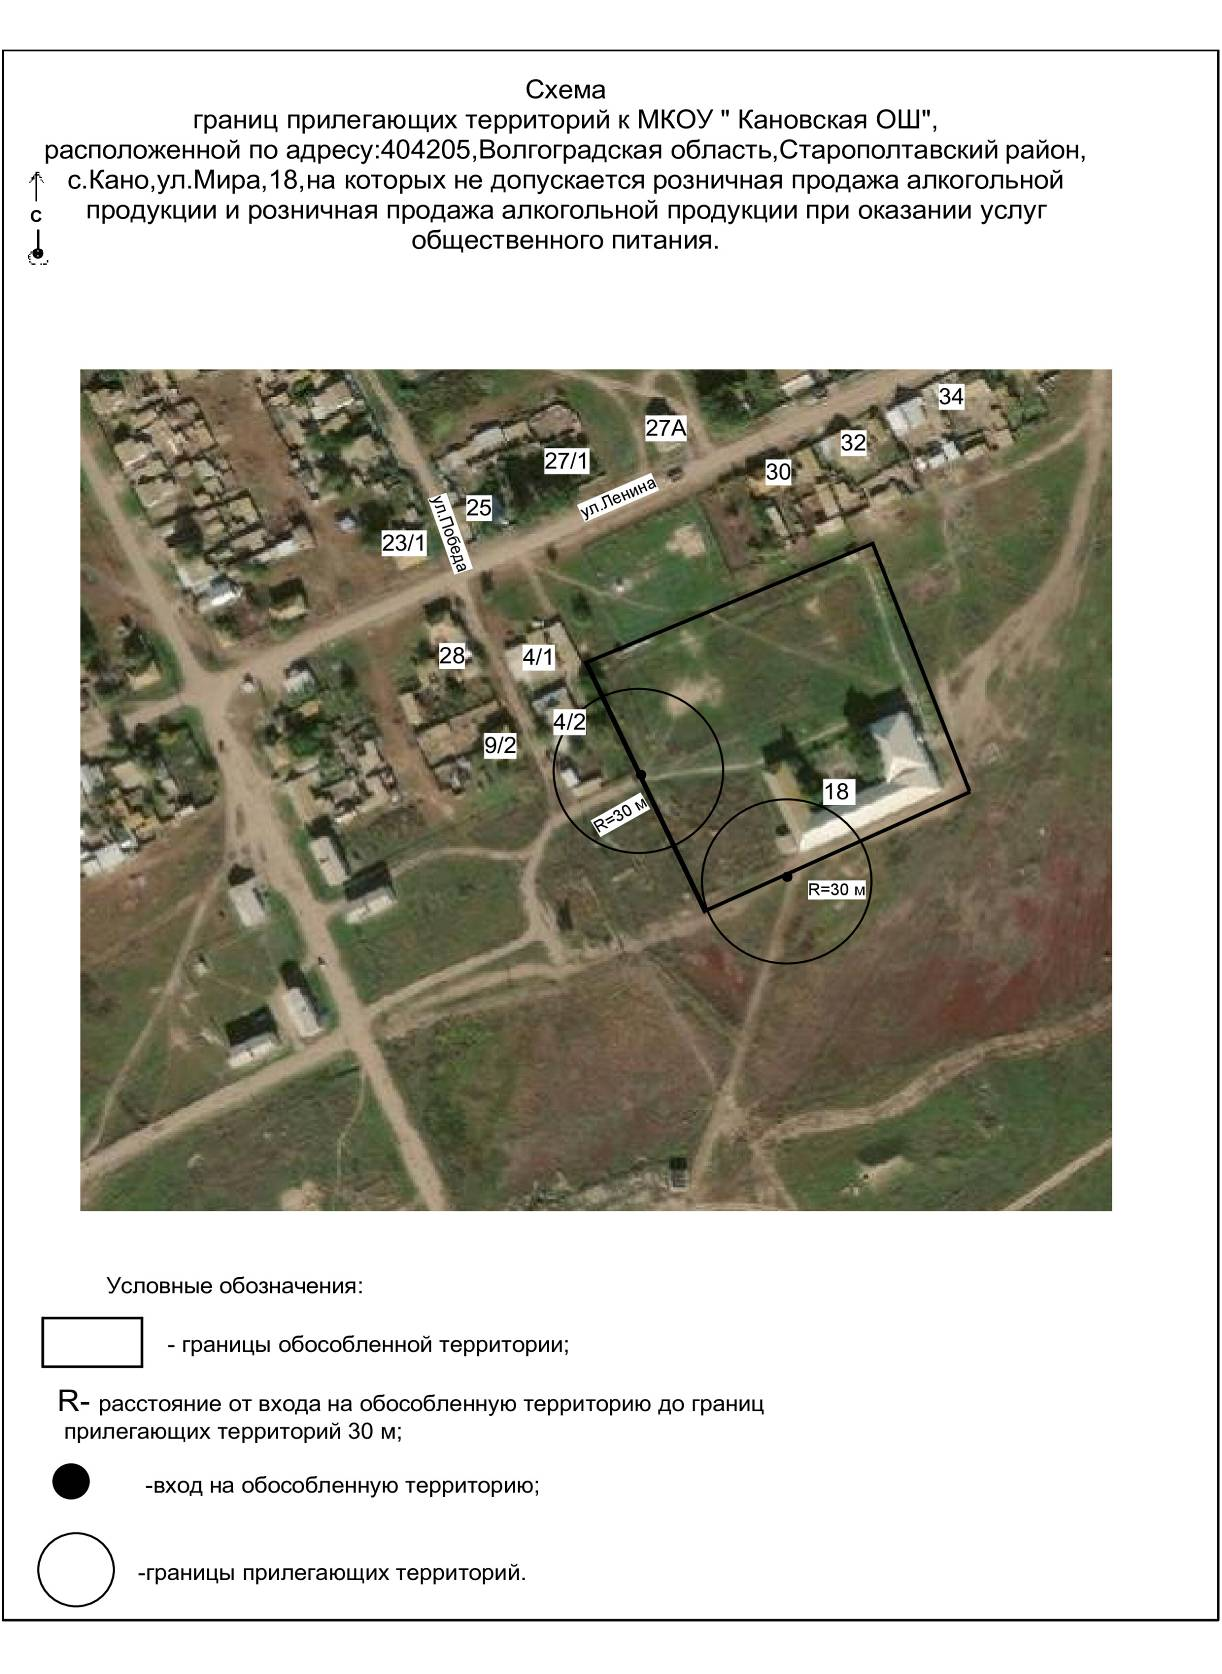 Схема
границ прилегающих территорий к МКОУ " Кановская ОШ",
расположенной по адресу:404205,Волгоградская область,Старополтавский район,
с.Кано,ул.Мира,18,на которых не допускается розничная продажа алкогольной
продукции и розничная продажа алкогольной продукции при оказании услуг
общественного питания.
с
34
27А
32
27/1
30
ул.Ленина
25
ул.Победа
23/1
28
4/1
4/2
9/2
18
R=30 м
R=30 м
Условные обозначения:
- границы обособленной территории;
R- расстояние от входа на обособленную территорию до границ
прилегающих территорий 30 м;
-вход на обособленную территорию;
-границы прилегающих территорий.